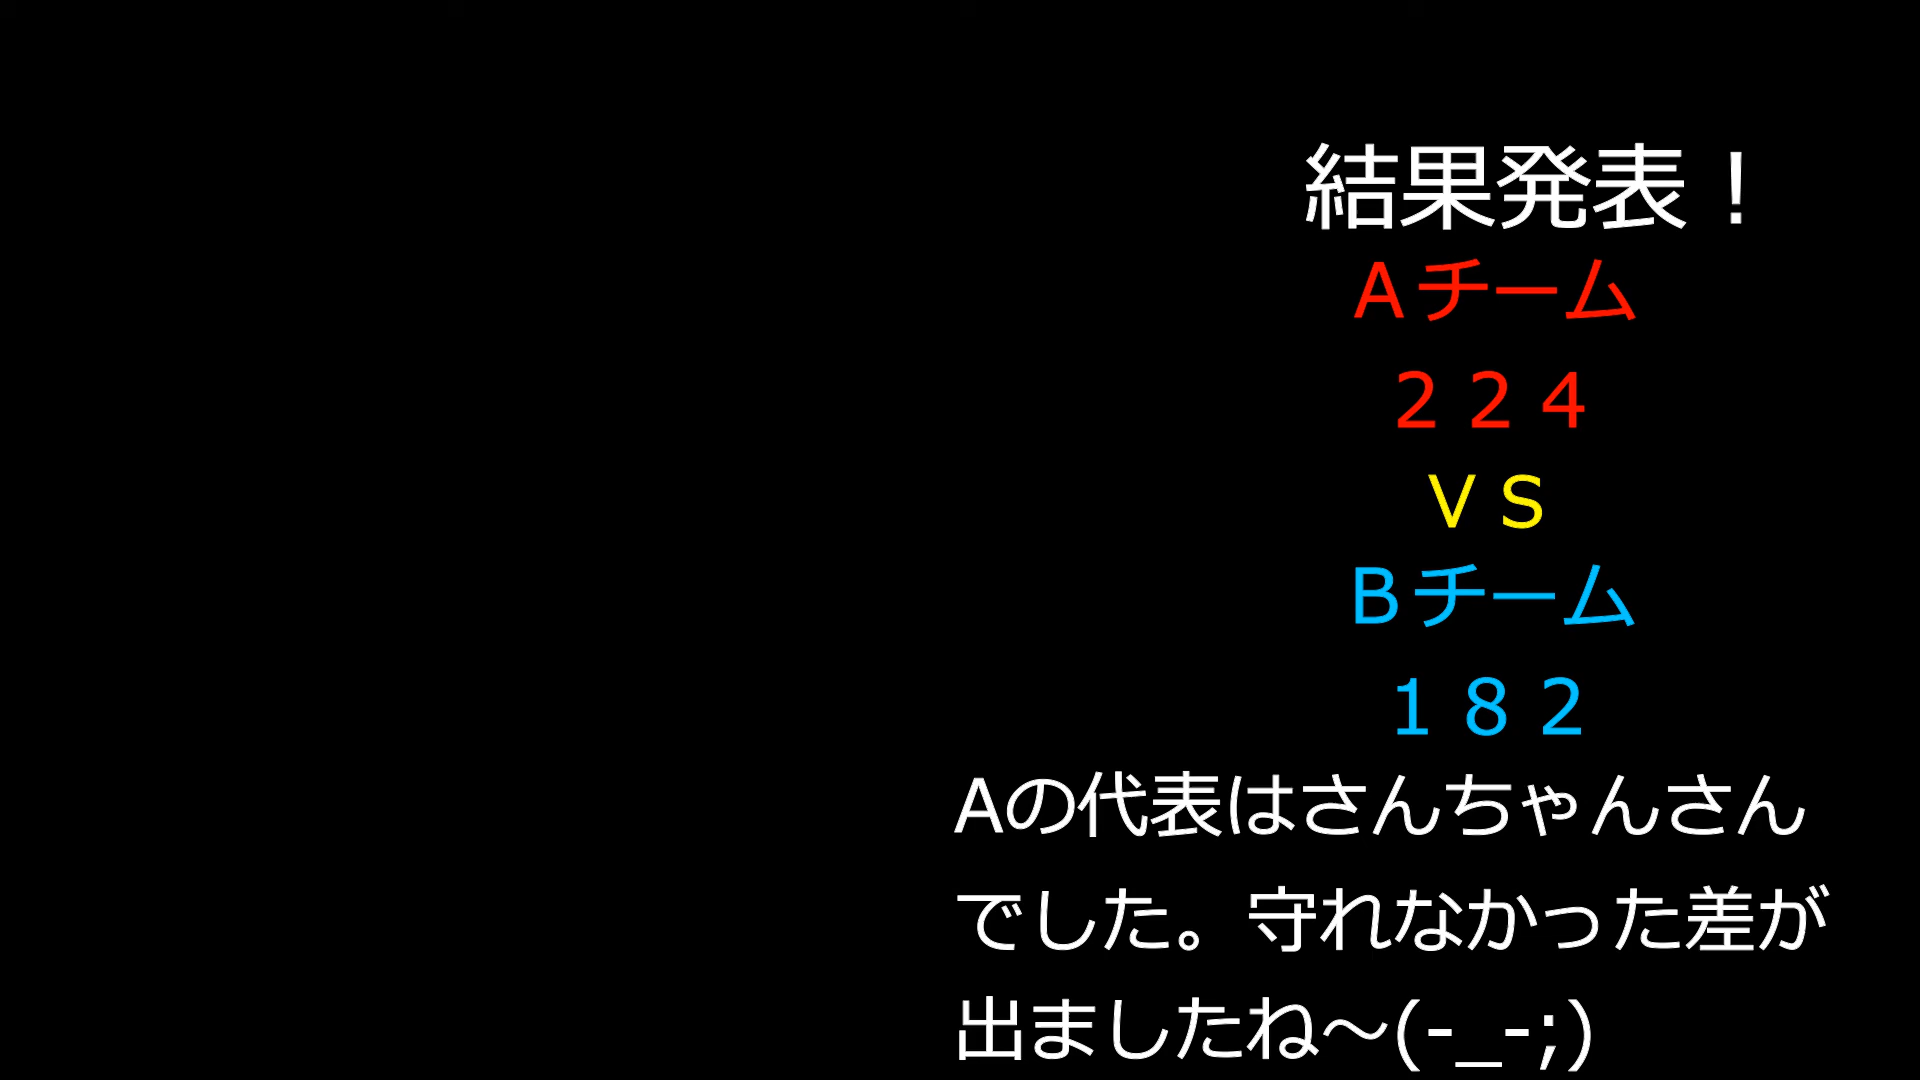 結果発表！
Aチーム
２２４
ＶＳ
Bチーム
１８２
Aの代表はさんちゃんさん
でした。守れなかった差が
出ましたね～(-_-;)